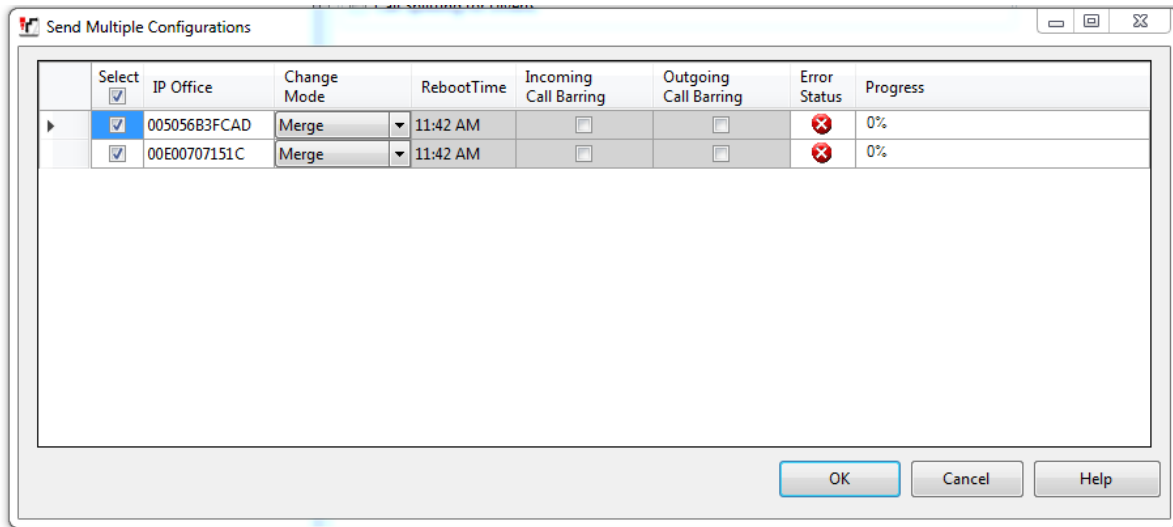 Send Multiple Configurations
Select IP Office Change Mode RebootTime Incoming Call Barring Outgoing Call Barring Error Status Progress
005056B3FCAD Merge 11:42 AM 0%
00E00707151C Merge 11:42 AM 0%
OK Cancel Help